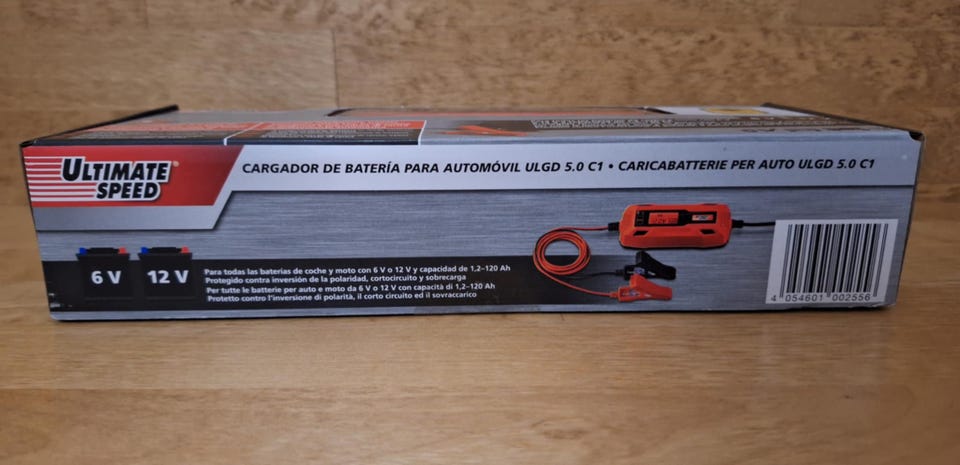 ULTIMATE SPEED®
CARGADOR DE BATERÍA PARA AUTOMÓVIL ULGD 5.0 C1 • CARICABATTERIE PER AUTO ULGD 5.0 C1
6 V
12 V
Para todas las baterias de coche y moto con 6 V o 12 V y capacidad de 1,2–120 Ah
Protegido contra inversión de la polaridad, cortocircuito y sobrecarga
Per tutte le batterie per auto e moto da 6 V o 12 V con capacità di 1,2–120 Ah
Protetto contro l'inversione di polarità, il corto circuito ed il sovraccarico
4 054601 002556